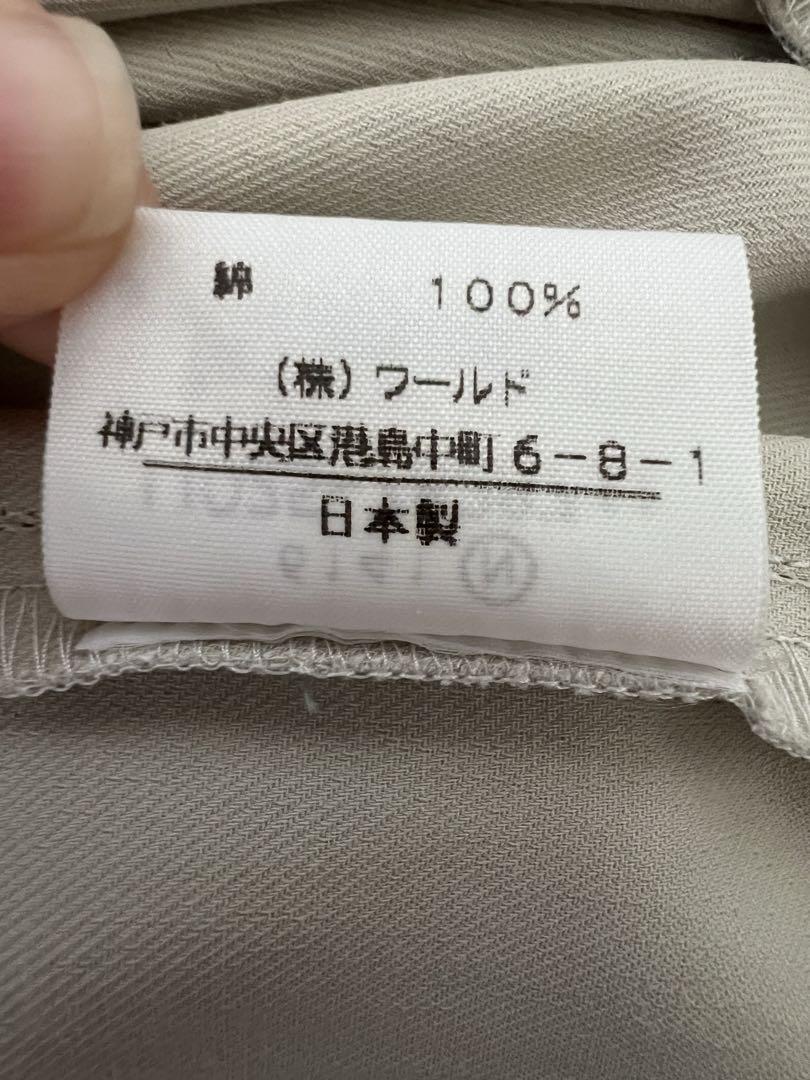 綿 100%
(株)ワールド
神戸市中央区港島中町6-8-1
日本製